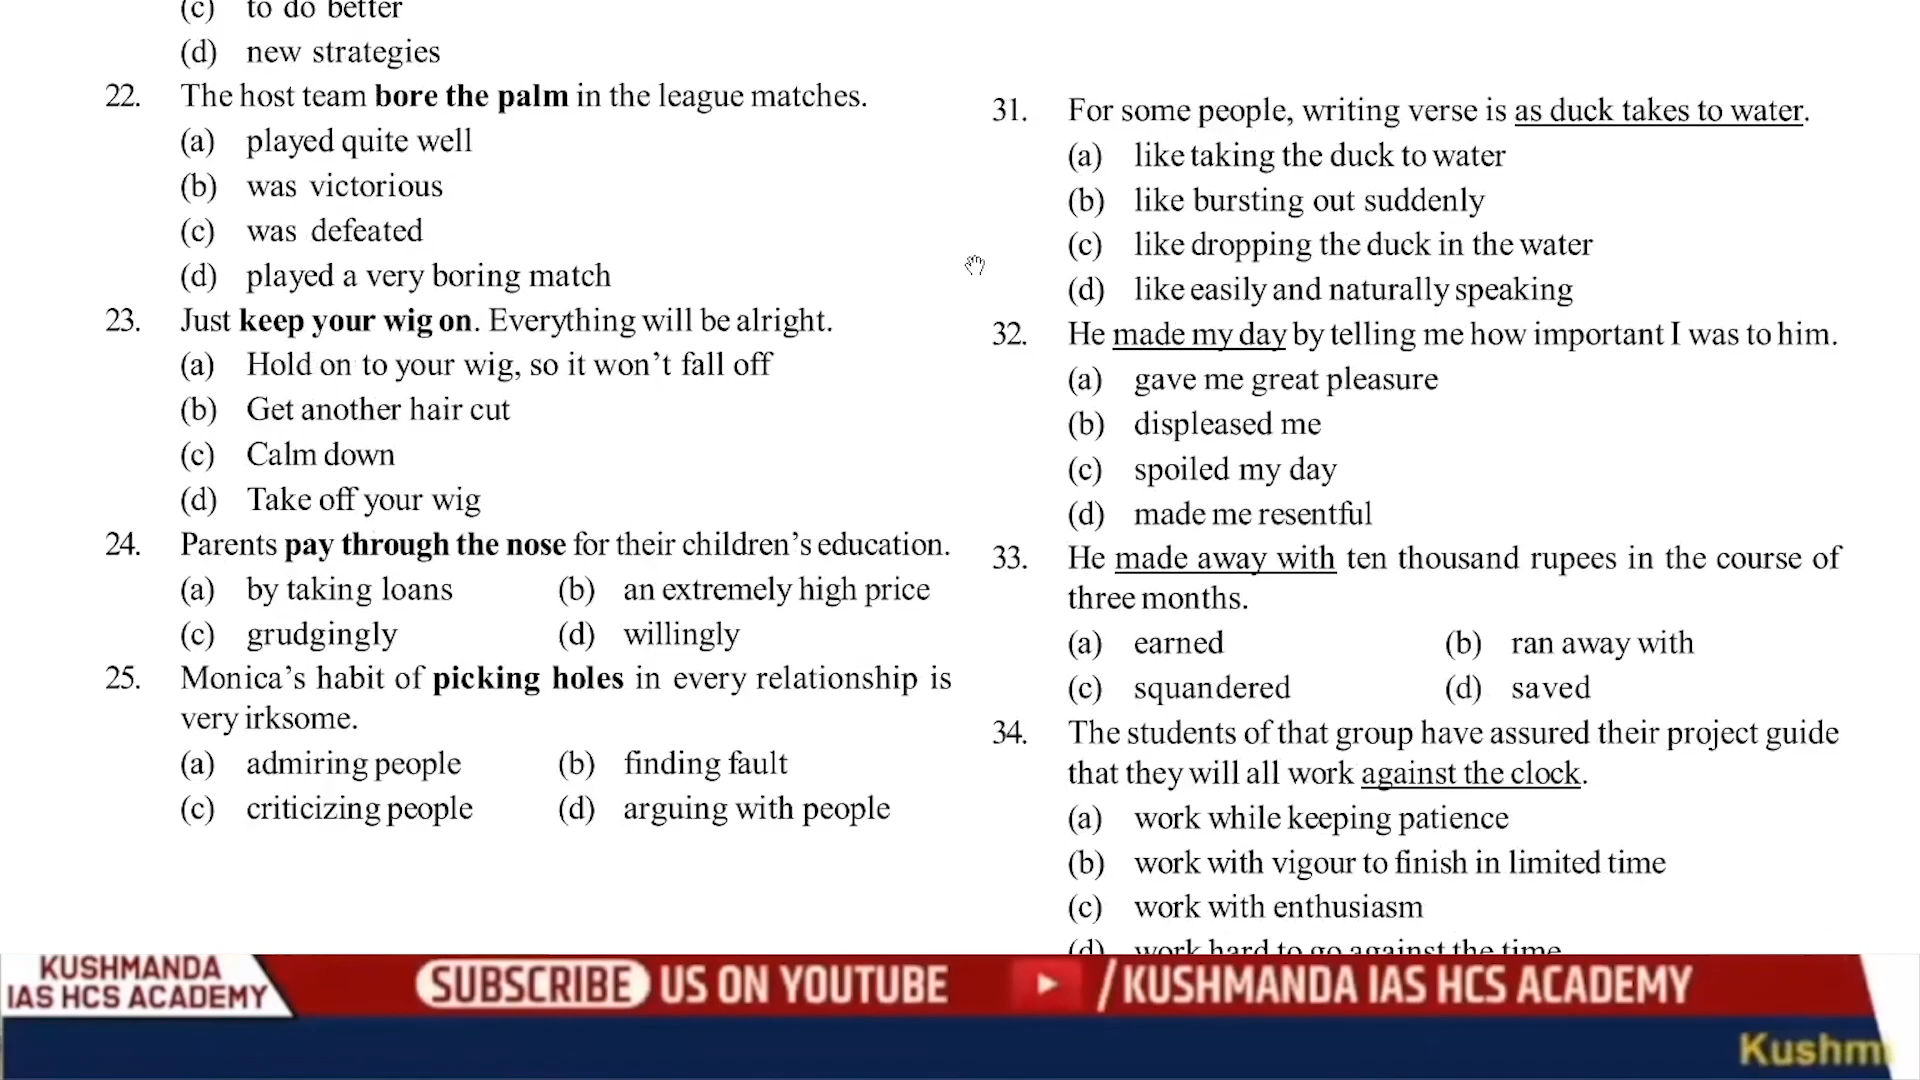 (c) to do better
(d) new strategies
22. The host team bore the palm in the league matches.
(a) played quite well
(b) was victorious
(c) was defeated
(d) played a very boring match
23. Just keep your wig on. Everything will be alright.
(a) Hold on to your wig, so it won’t fall off
(b) Get another hair cut
(c) Calm down
(d) Take off your wig
24. Parents pay through the nose for their children’s education.
(a) by taking loans (b) an extremely high price
(c) grudgingly (d) willingly
25. Monica’s habit of picking holes in every relationship is
very irksome.
(a) admiring people (b) finding fault
(c) criticizing people (d) arguing with people
31. For some people, writing verse is as duck takes to water.
(a) like taking the duck to water
(b) like bursting out suddenly
(c) like dropping the duck in the water
(d) like easily and naturally speaking
32. He made my day by telling me how important I was to him.
(a) gave me great pleasure
(b) displeased me
(c) spoiled my day
(d) made me resentful
33. He made away with ten thousand rupees in the course of
three months.
(a) earned (b) ran away with
(c) squandered (d) saved
34. The students of that group have assured their project guide
that they will all work against the clock.
(a) work while keeping patience
(b) work with vigour to finish in limited time
(c) work with enthusiasm
(d) work hard to go against the time
KUSHMANDA
IAS HCS ACADEMY
SUBSCRIBE US ON YOUTUBE /KUSHMANDA IAS HCS ACADEMY
Kushm